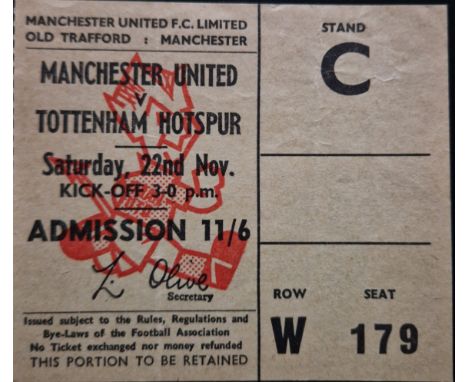 MANCHESTER UNITED F.C. LIMITED
OLD TRAFFORD : MANCHESTER
MANCHESTER UNITED
v
TOTTENHAM HOTSPUR
Saturday, 22nd Nov.
KICK-OFF 3-0 p.m.
ADMISSION 11/6
L. Olive
Secretary
Issued subject to the Rules, Regulations and
Bye-Laws of the Football Association
No Ticket exchanged nor money refunded
THIS PORTION TO BE RETAINED
STAND
C
ROW SEAT
W 179